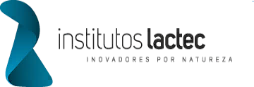 institutos lactec
INOVADORES POR NATUREZA